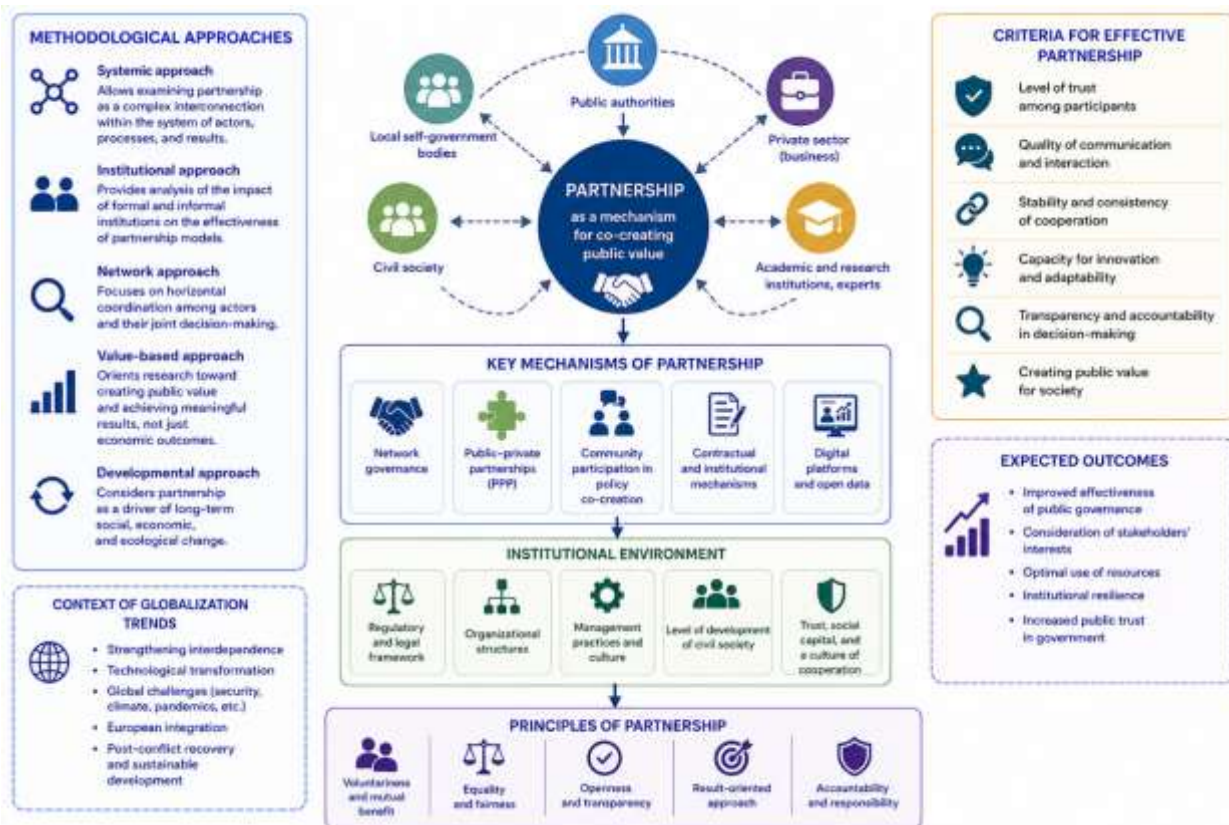 METHODOLOGICAL APPROACHES
Systemic approach
Allows examining partnership
as a complex interconnection
within the system of actors,
processes, and results.
Institutional approach
Provides analysis of the impact
of formal and informal
institutions on the effectiveness
of partnership models.
Network approach
Focuses on horizontal
coordination among actors
and their joint decision-making.
Value-based approach
Orients research toward
creating public value
and achieving meaningful
results, not just
economic outcomes.
Developmental approach
Considers partnership
as a driver of long-term
social, economic,
and ecological change.
CONTEXT OF GLOBALIZATION
TRENDS
• Strengthening interdependence
• Technological transformation
• Global challenges (security,
climate, pandemics, etc.)
• European integration
• Post-conflict recovery
and sustainable
development
Public authorities
Local self-government
bodies
Private sector
(business)
Civil society
Academic and research
institutions, experts
PARTNERSHIP
as a mechanism
for co-creating
public value
KEY MECHANISMS OF PARTNERSHIP
Network
governance
Public-private
partnerships
(PPP)
Community
participation in
policy
co-creation
Contractual
and institutional
mechanisms
Digital
platforms
and open data
INSTITUTIONAL ENVIRONMENT
Regulatory
and legal
framework
Organizational
structures
Management
practices and
culture
Level of development
of civil society
Trust, social
capital, and
a culture of
cooperation
PRINCIPLES OF PARTNERSHIP
Voluntariness
and mutual
benefit
Equality
and fairness
Openness
and transparency
Result-oriented
approach
Accountability
and responsibility
CRITERIA FOR EFFECTIVE
PARTNERSHIP
Level of trust
among participants
Quality of communication
and interaction
Stability and consistency
of cooperation
Capacity for innovation
and adaptability
Transparency and accountability
in decision-making
Creating public value
for society
EXPECTED OUTCOMES
• Improved effectiveness
of public governance
• Consideration of stakeholders'
interests
• Optimal use of resources
• Institutional resilience
• Increased public trust
in government